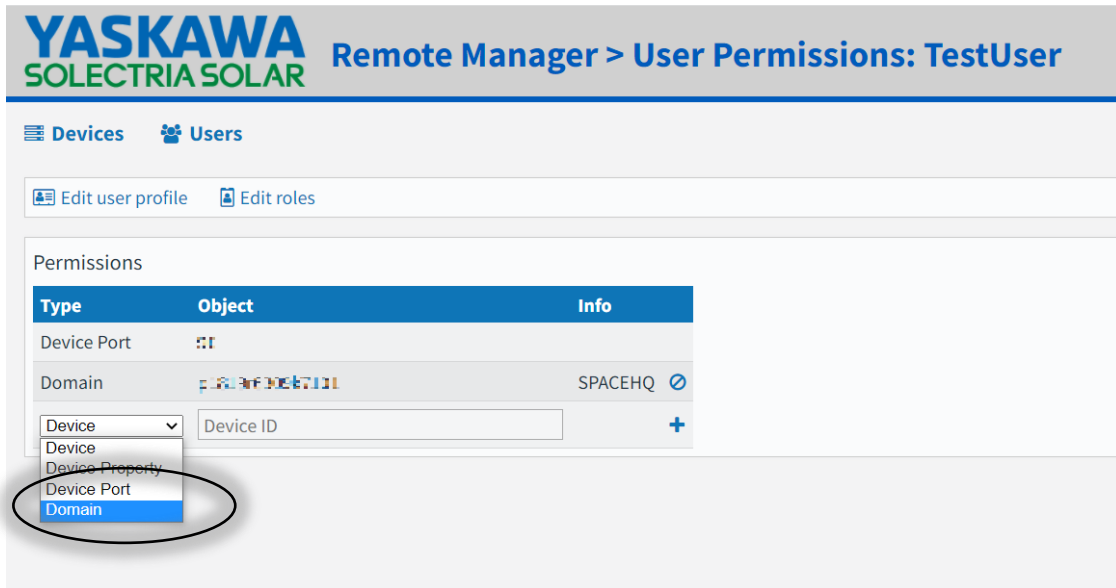 YASKAWA
SOLECTRIA SOLAR
Remote Manager > User Permissions: TestUser
Devices Users
Edit user profile Edit roles
Permissions
Type Object Info
Device Port
Domain SPACEHQ
Device Device ID
Device
Device Property
Device Port
Domain